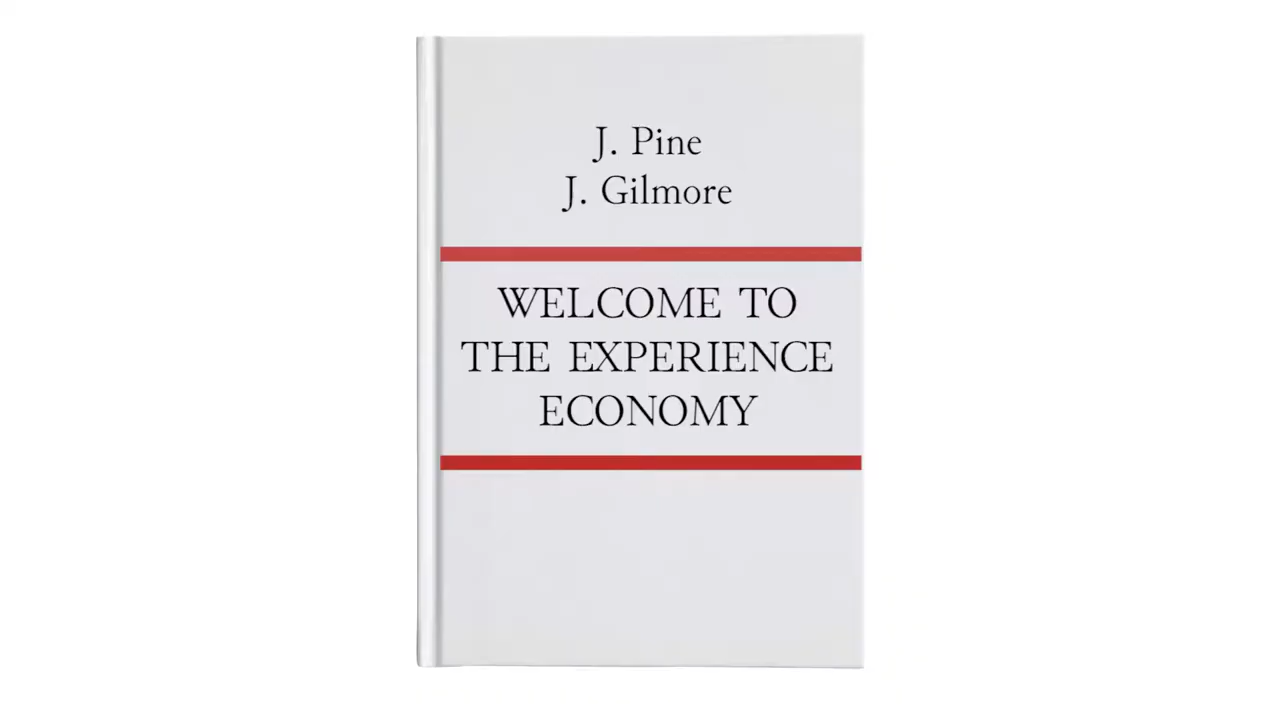 J. Pine
J. Gilmore
WELCOME TO
THE EXPERIENCE
ECONOMY